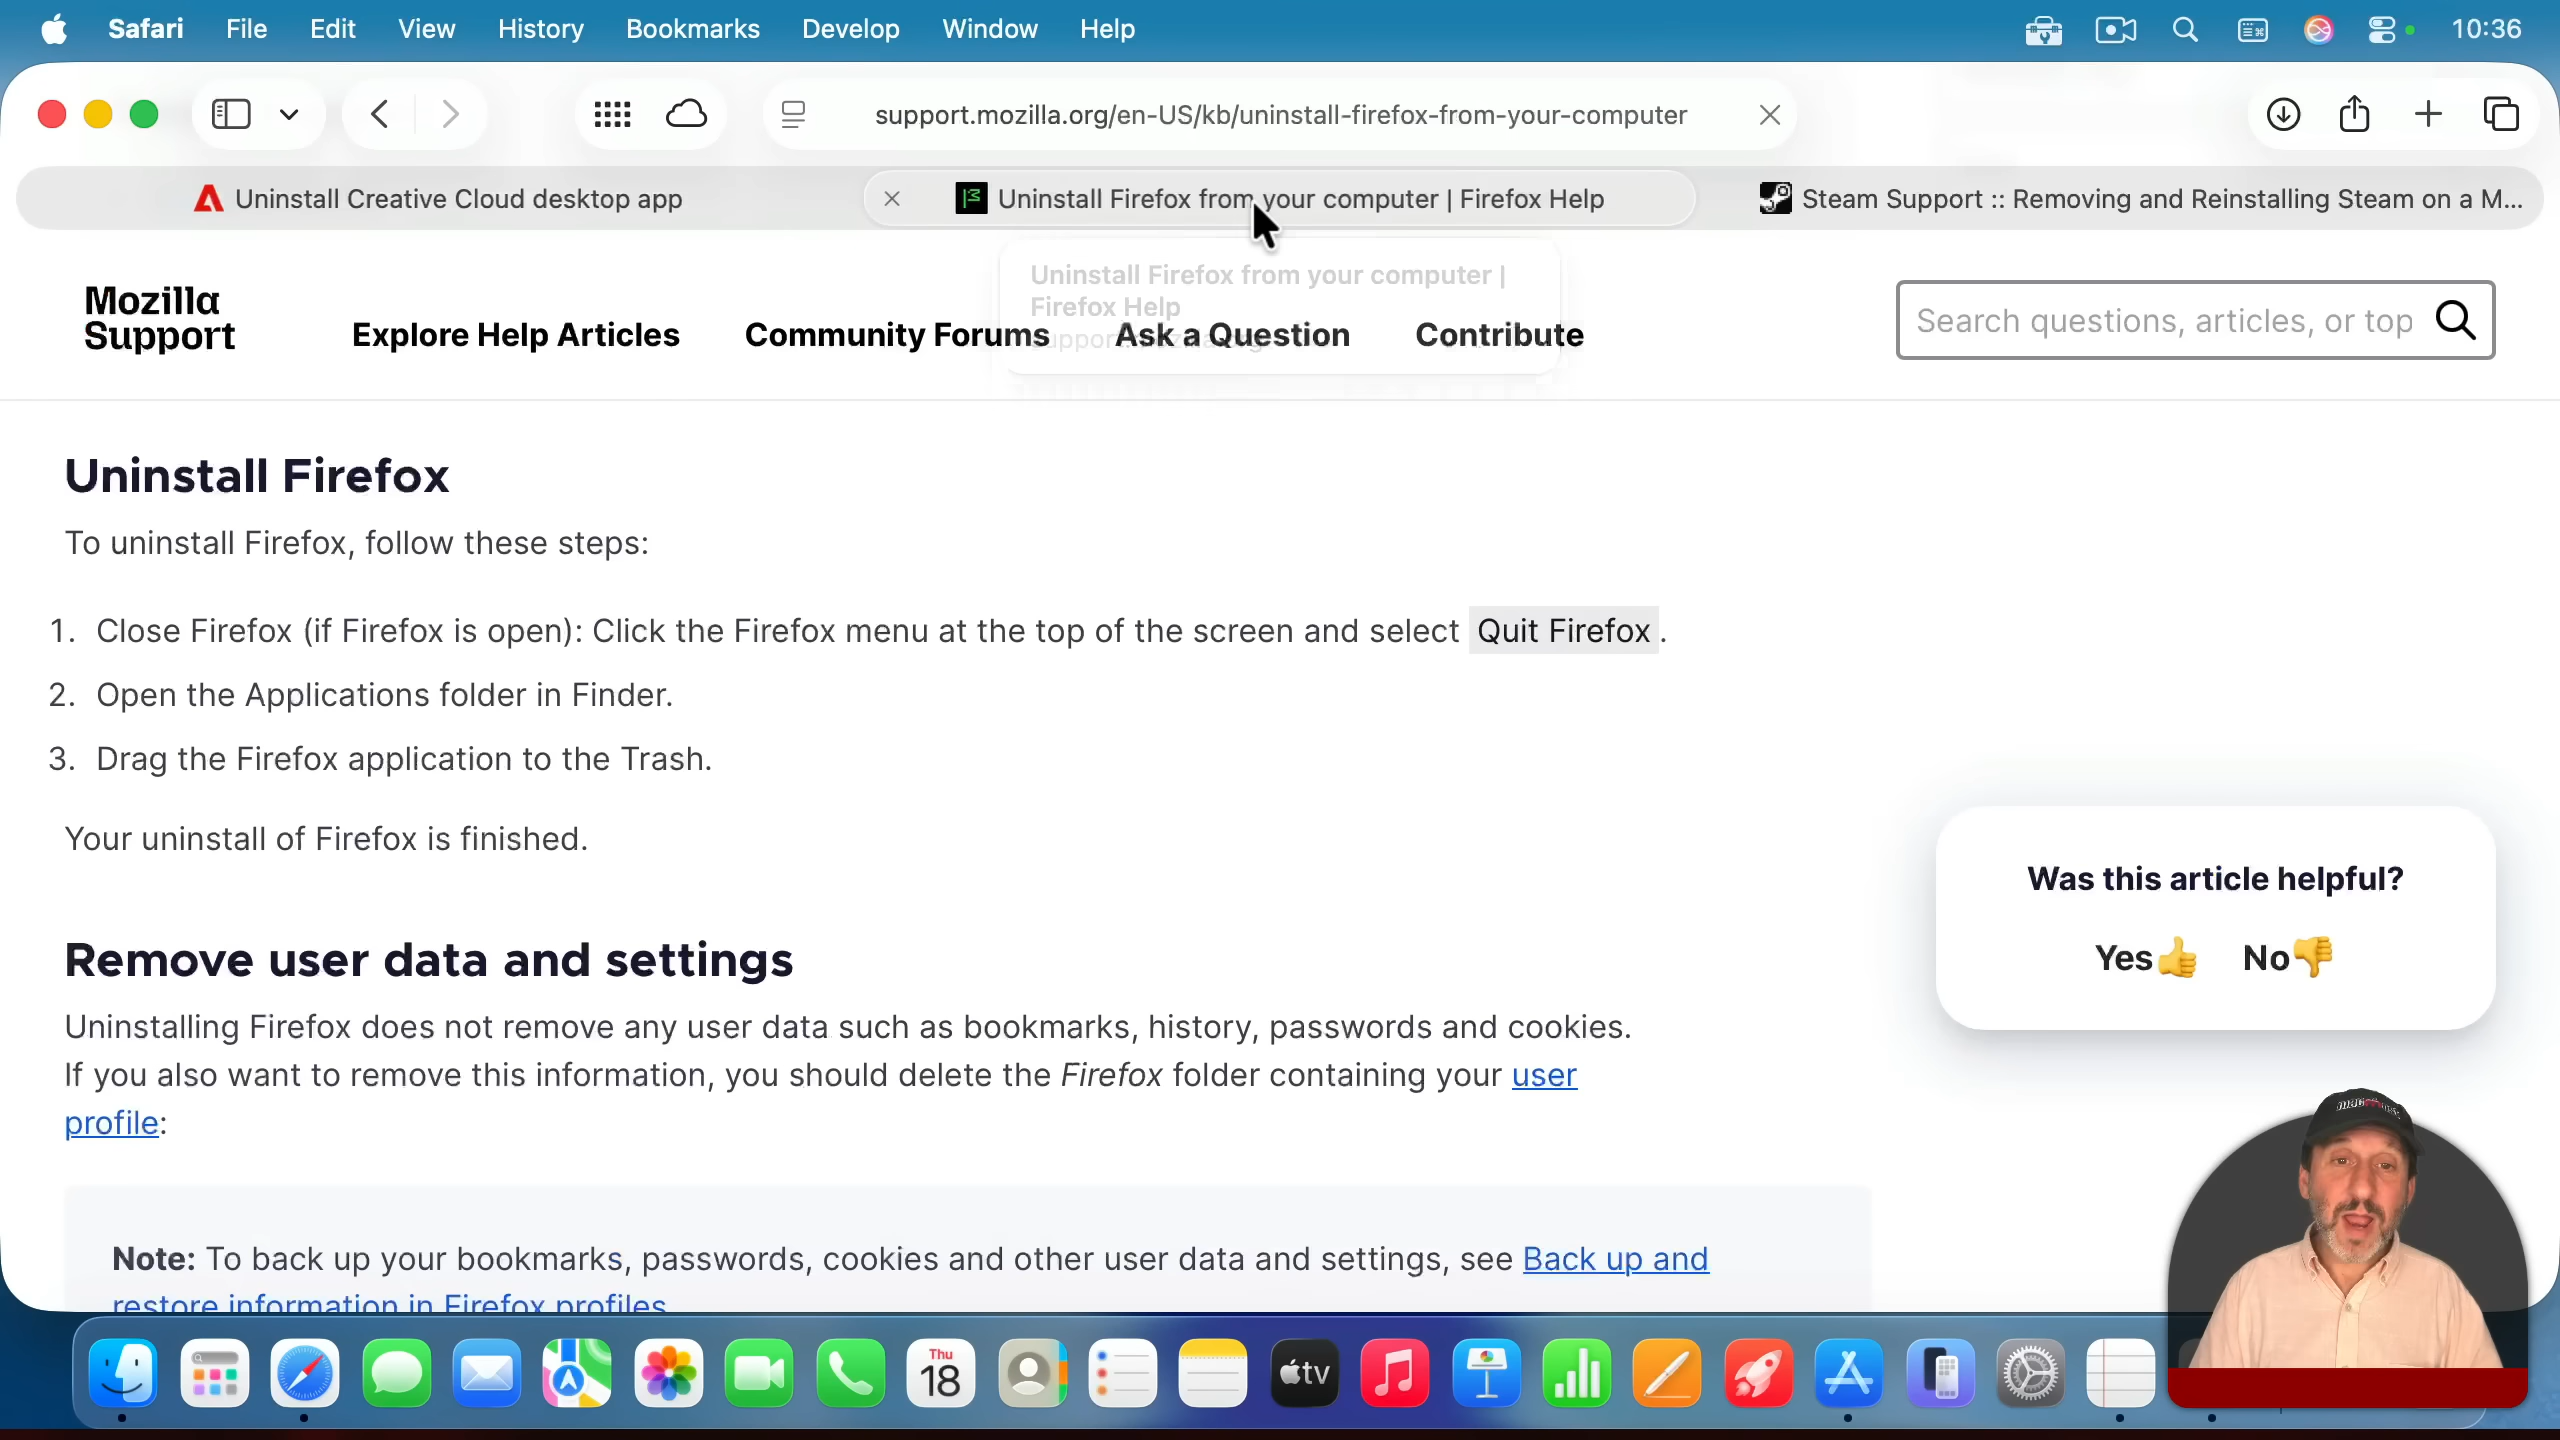 Safari File Edit View History Bookmarks Develop Window Help 10:36
support.mozilla.org/en-US/kb/uninstall-firefox-from-your-computer
Uninstall Creative Cloud desktop app
Uninstall Firefox from your computer | Firefox Help
Steam Support :: Removing and Reinstalling Steam on a M...
Uninstall Firefox from your computer |
Firefox Help
Mozilla
Support
Explore Help Articles Community Forums Ask a Question Contribute
Search questions, articles, or top
Uninstall Firefox
To uninstall Firefox, follow these steps:
1. Close Firefox (if Firefox is open): Click the Firefox menu at the top of the screen and select Quit Firefox.
2. Open the Applications folder in Finder.
3. Drag the Firefox application to the Trash.
Your uninstall of Firefox is finished.
Was this article helpful?
Yes👍 No👎
Remove user data and settings
Uninstalling Firefox does not remove any user data such as bookmarks, history, passwords and cookies.
If you also want to remove this information, you should delete the Firefox folder containing your user
profile:
Note: To back up your bookmarks, passwords, cookies and other user data and settings, see Back up and
restore information in Firefox profiles
Thu
18
tv